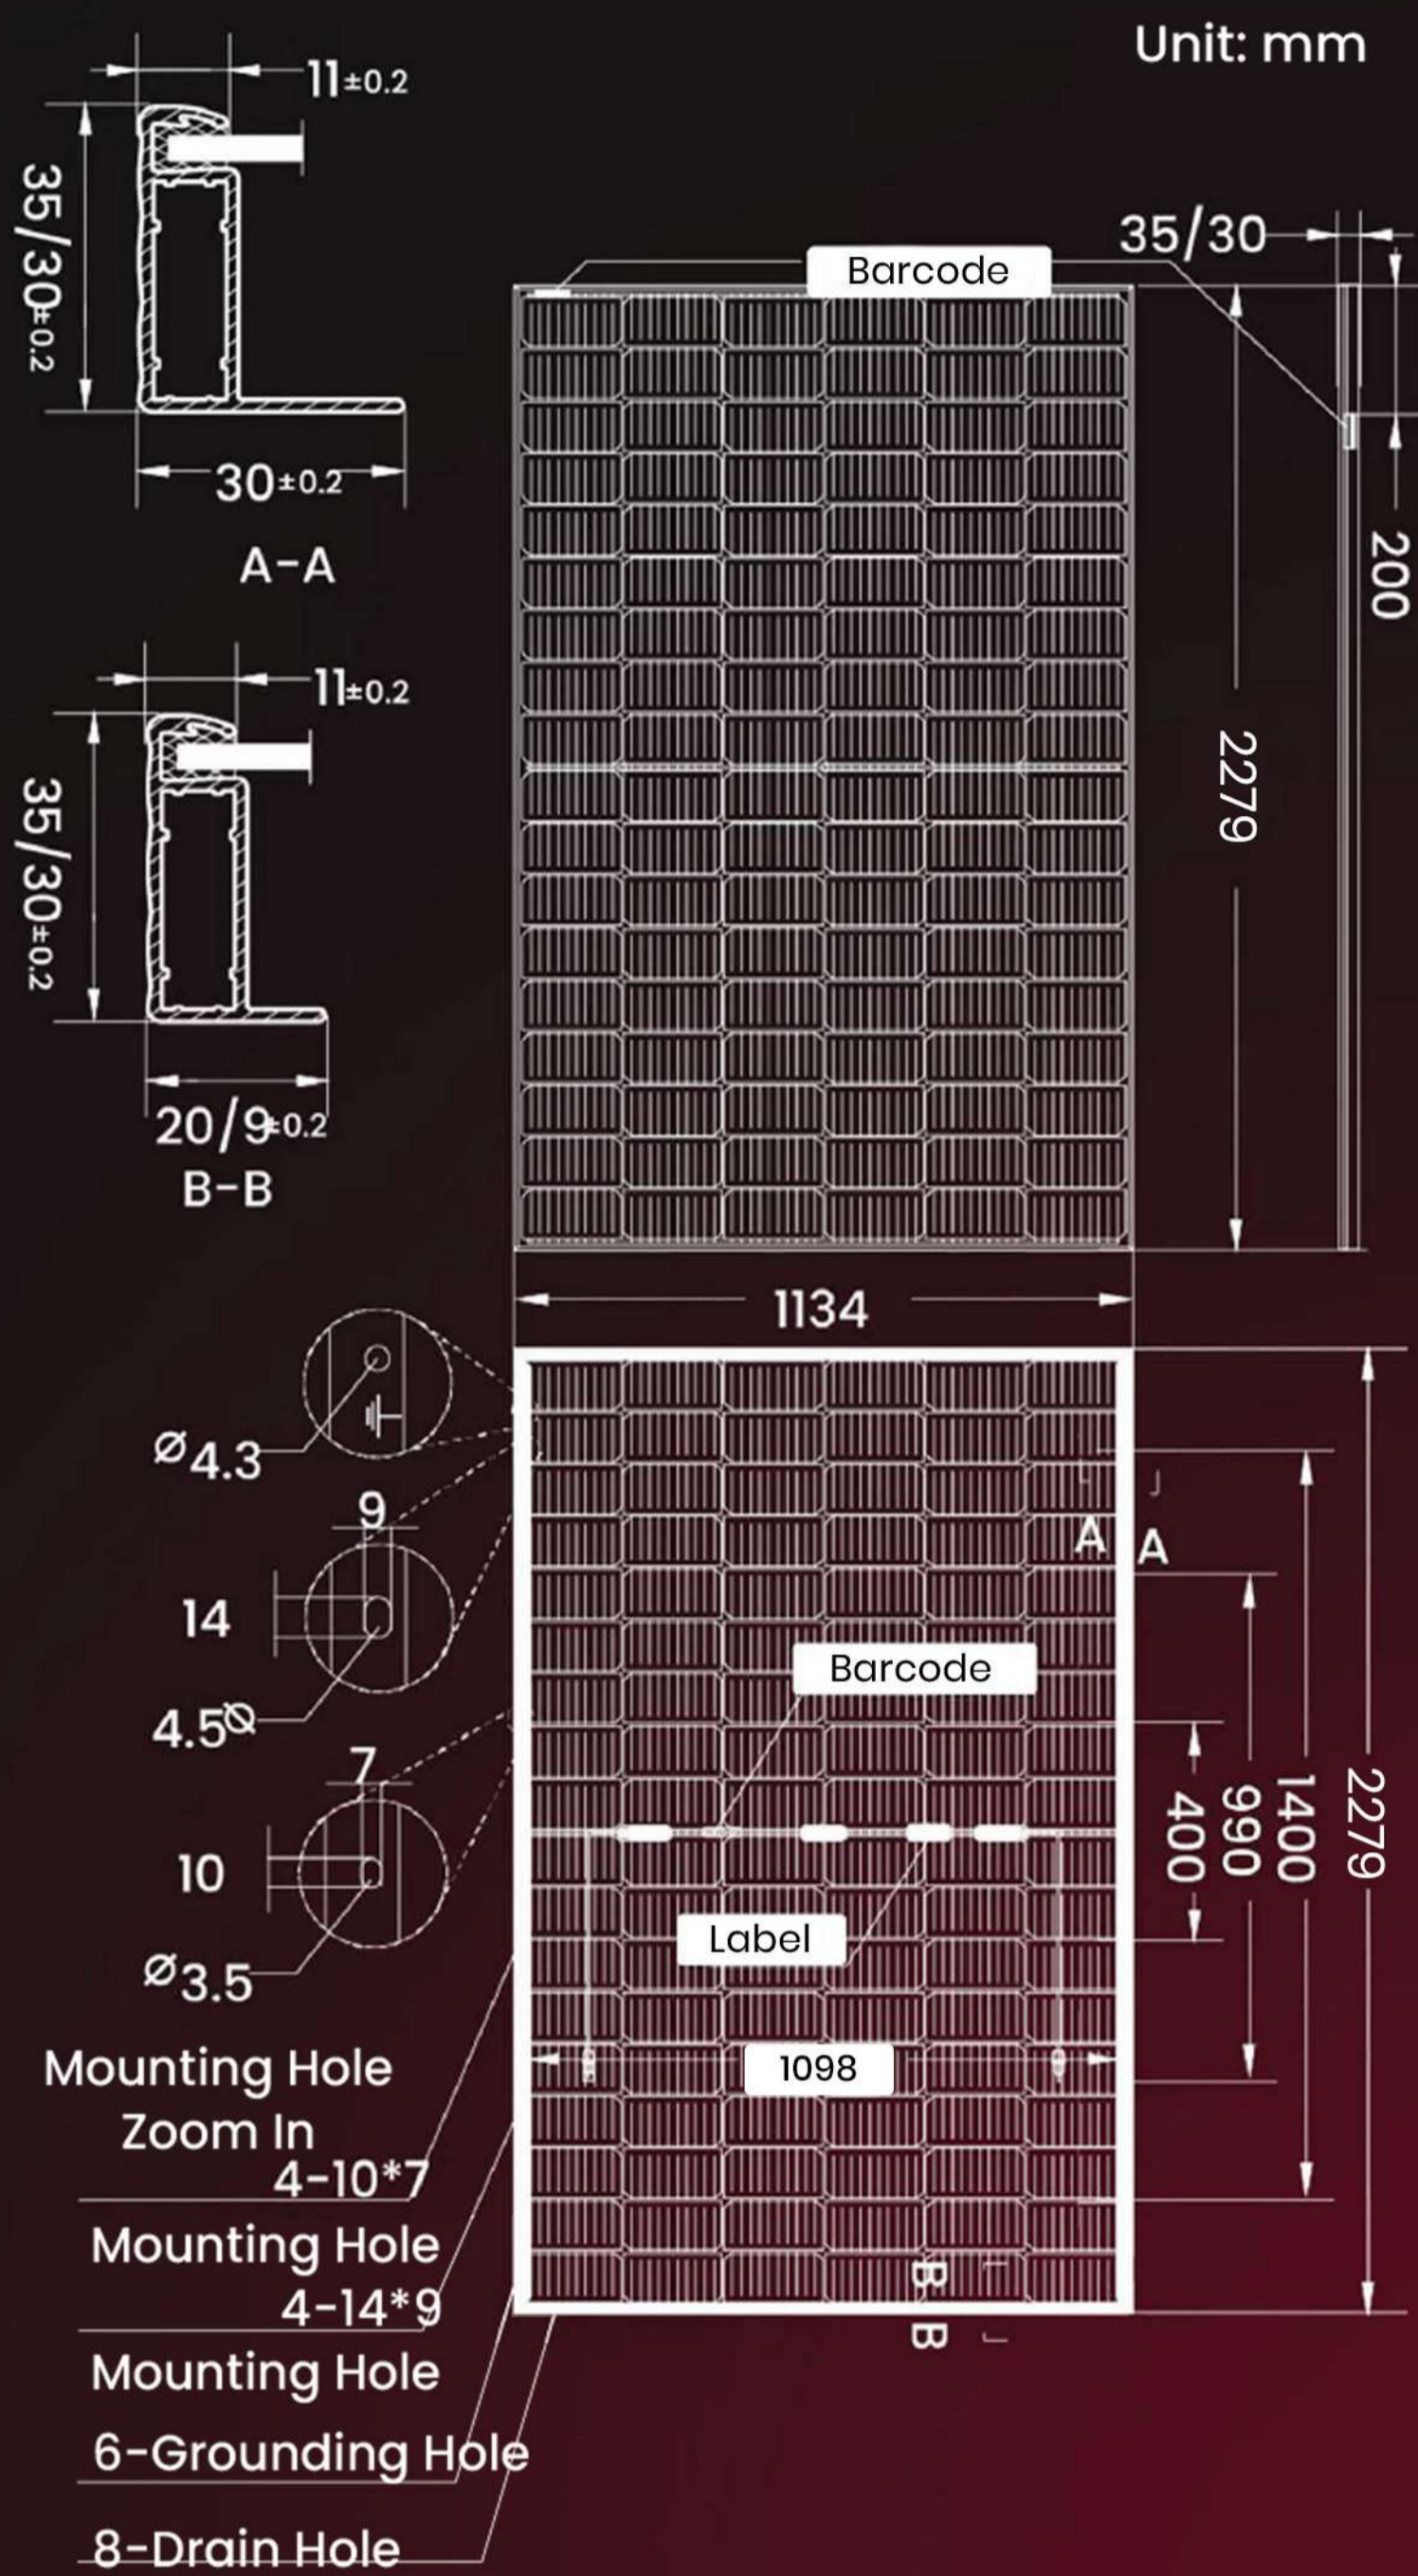 Unit: mm
11±0.2
35/30±0.2
30±0.2
A-A
35/30
Barcode
200
2279
11±0.2
35/30±0.2
20/9±0.2
B-B
1134
Ø4.3
9
14
4.5Ø
7
10
Ø3.5
A A
Barcode
400
990
1400
2279
Label
1098
B
B
Mounting Hole
Zoom In
4-10*7
Mounting Hole
4-14*9
Mounting Hole
6-Grounding Hole
8-Drain Hole